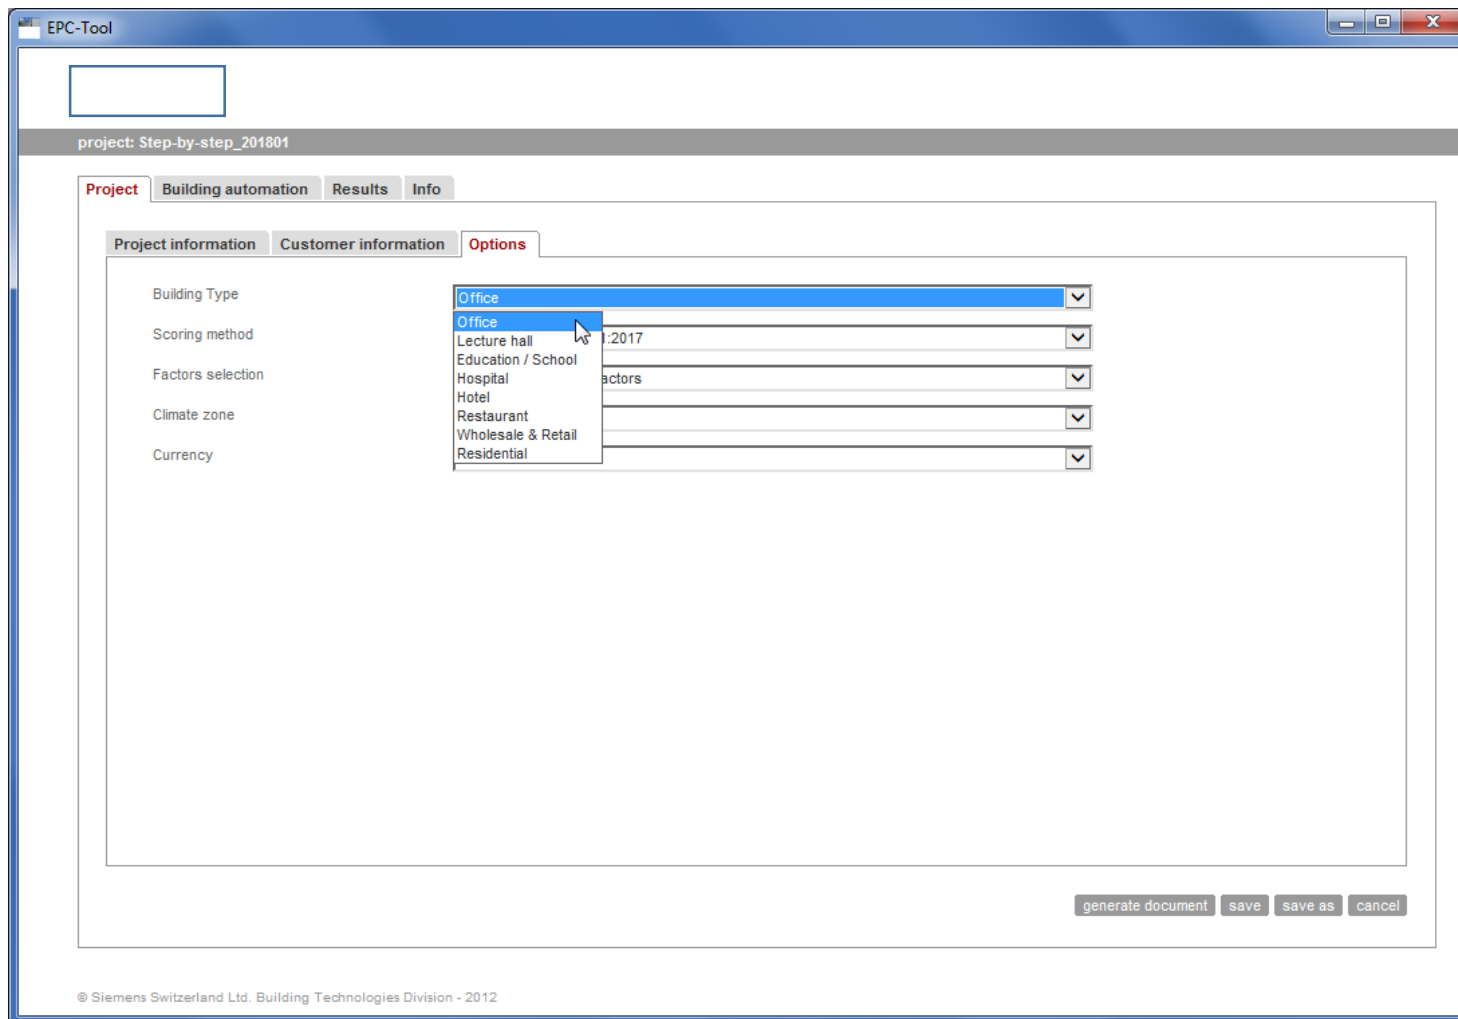 EPC-Tool
project: Step-by-step_201801
Project Building automation Results Info
Project information Customer information Options
Building Type Office
Office
Scoring method 1:2017
Lecture hall
Education / School
Factors selection actors
Hospital
Hotel
Climate zone
Restaurant
Wholesale & Retail
Currency
Residential
generate document save save as cancel
© Siemens Switzerland Ltd. Building Technologies Division - 2012